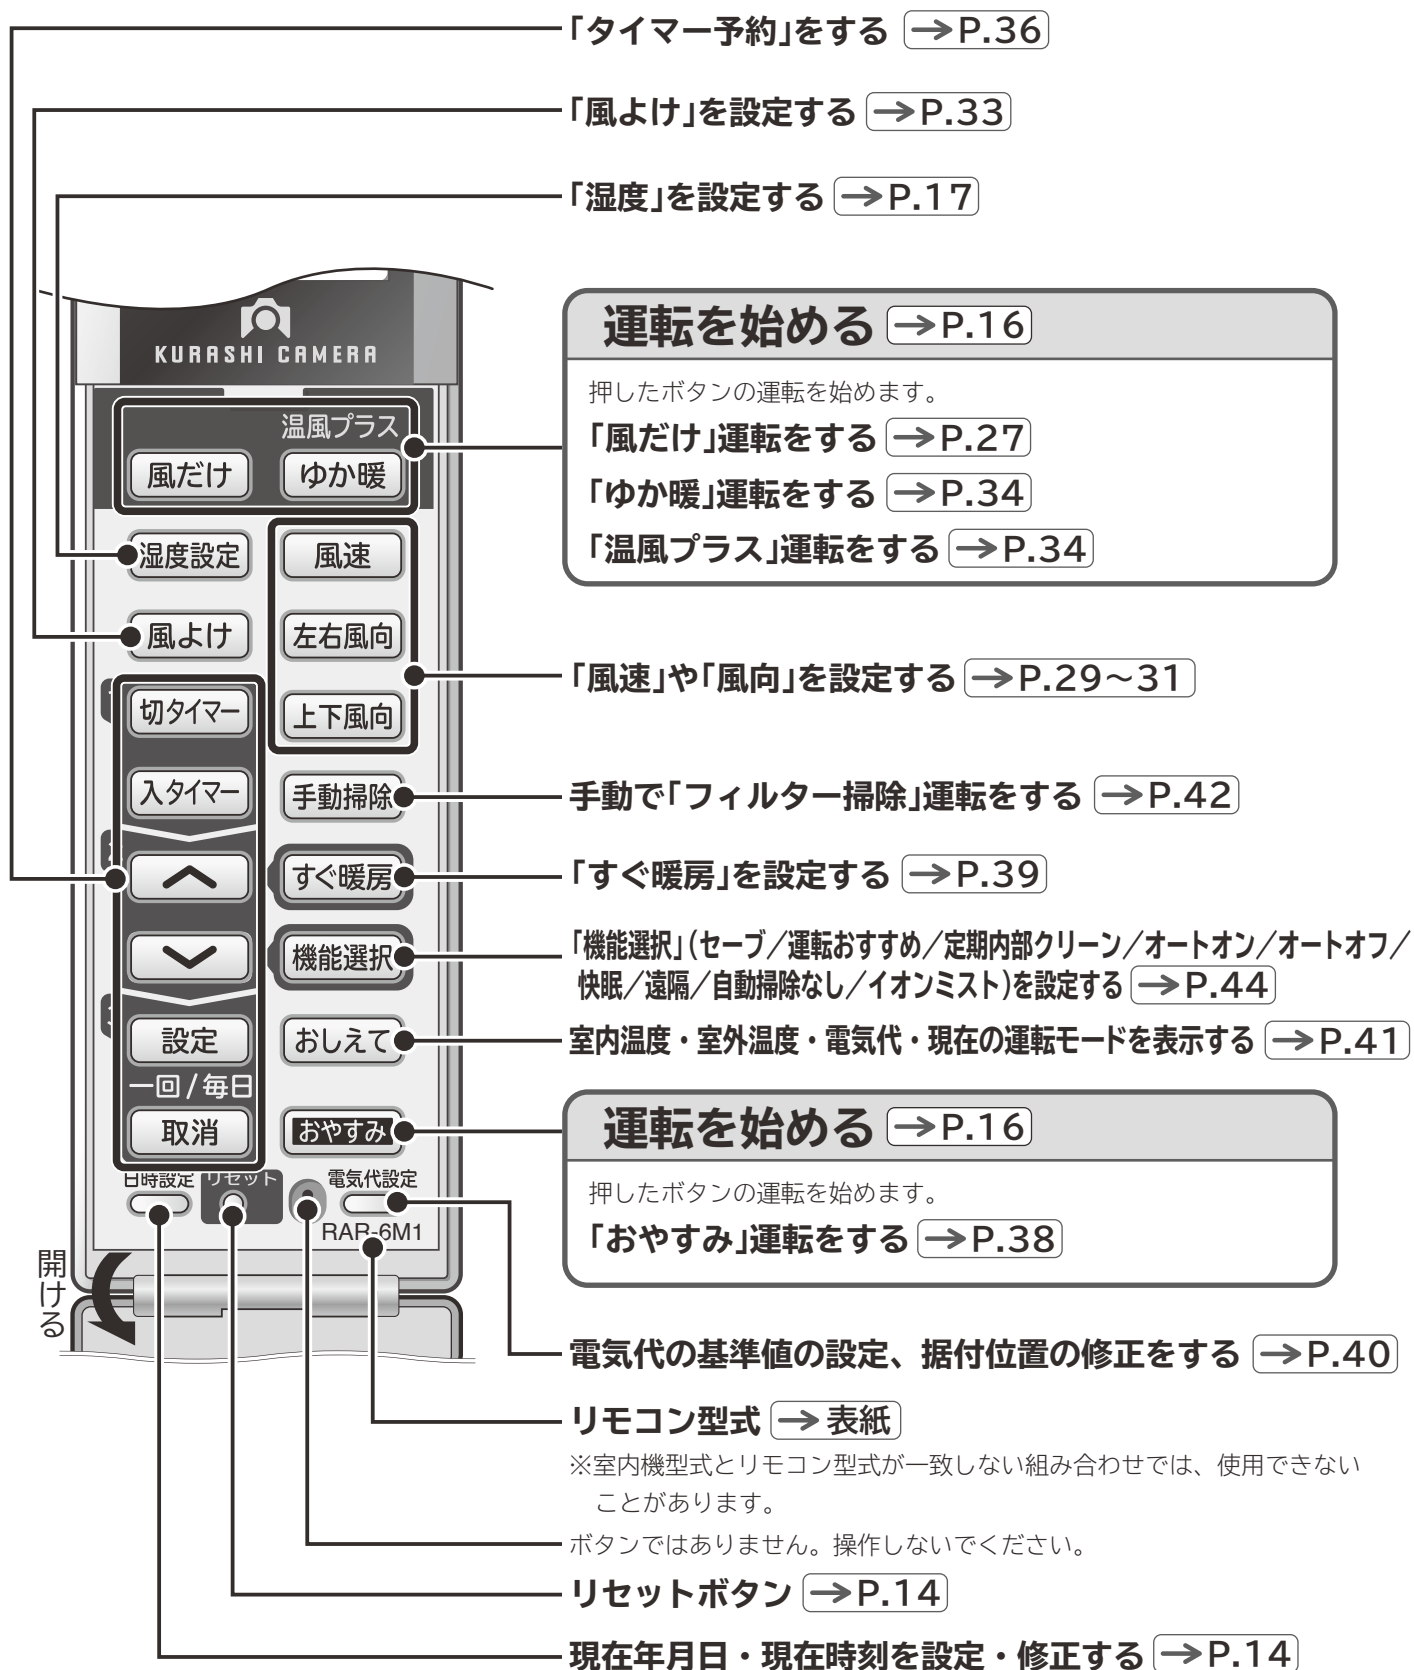 「タイマー予約」をする →P.36
「風よけ」を設定する →P.33
「湿度」を設定する →P.17
KURASHI CAMERA
温風プラス
風だけ
ゆか暖
湿度設定
風速
風よけ
左右風向
切タイマー
上下風向
入タイマー
手動掃除
すぐ暖房
機能選択
設定
おしえて
一回/毎日
取消
おやすみ
日時設定
リセット
電気代設定
RAR-6M1
開ける
運転を始める →P.16
押したボタンの運転を始めます。
「風だけ」運転をする →P.27
「ゆか暖」運転をする →P.34
「温風プラス」運転をする →P.34
「風速」や「風向」を設定する →P.29～31
手動で「フィルター掃除」運転をする →P.42
「すぐ暖房」を設定する →P.39
「機能選択」（セーブ／運転おすすめ／定期内部クリーン／オートオン／オートオフ／
快眠／遠隔／自動掃除なし／イオンミスト）を設定する →P.44
室内温度・室外温度・電気代・現在の運転モードを表示する →P.41
運転を始める →P.16
押したボタンの運転を始めます。
「おやすみ」運転をする →P.38
電気代の基準値の設定、据付位置の修正をする →P.40
リモコン型式 →表紙
※室内機型式とリモコン型式が一致しない組み合わせでは、使用できない
ことがあります。
ボタンではありません。操作しないでください。
リセットボタン →P.14
現在年月日・現在時刻を設定・修正する →P.14